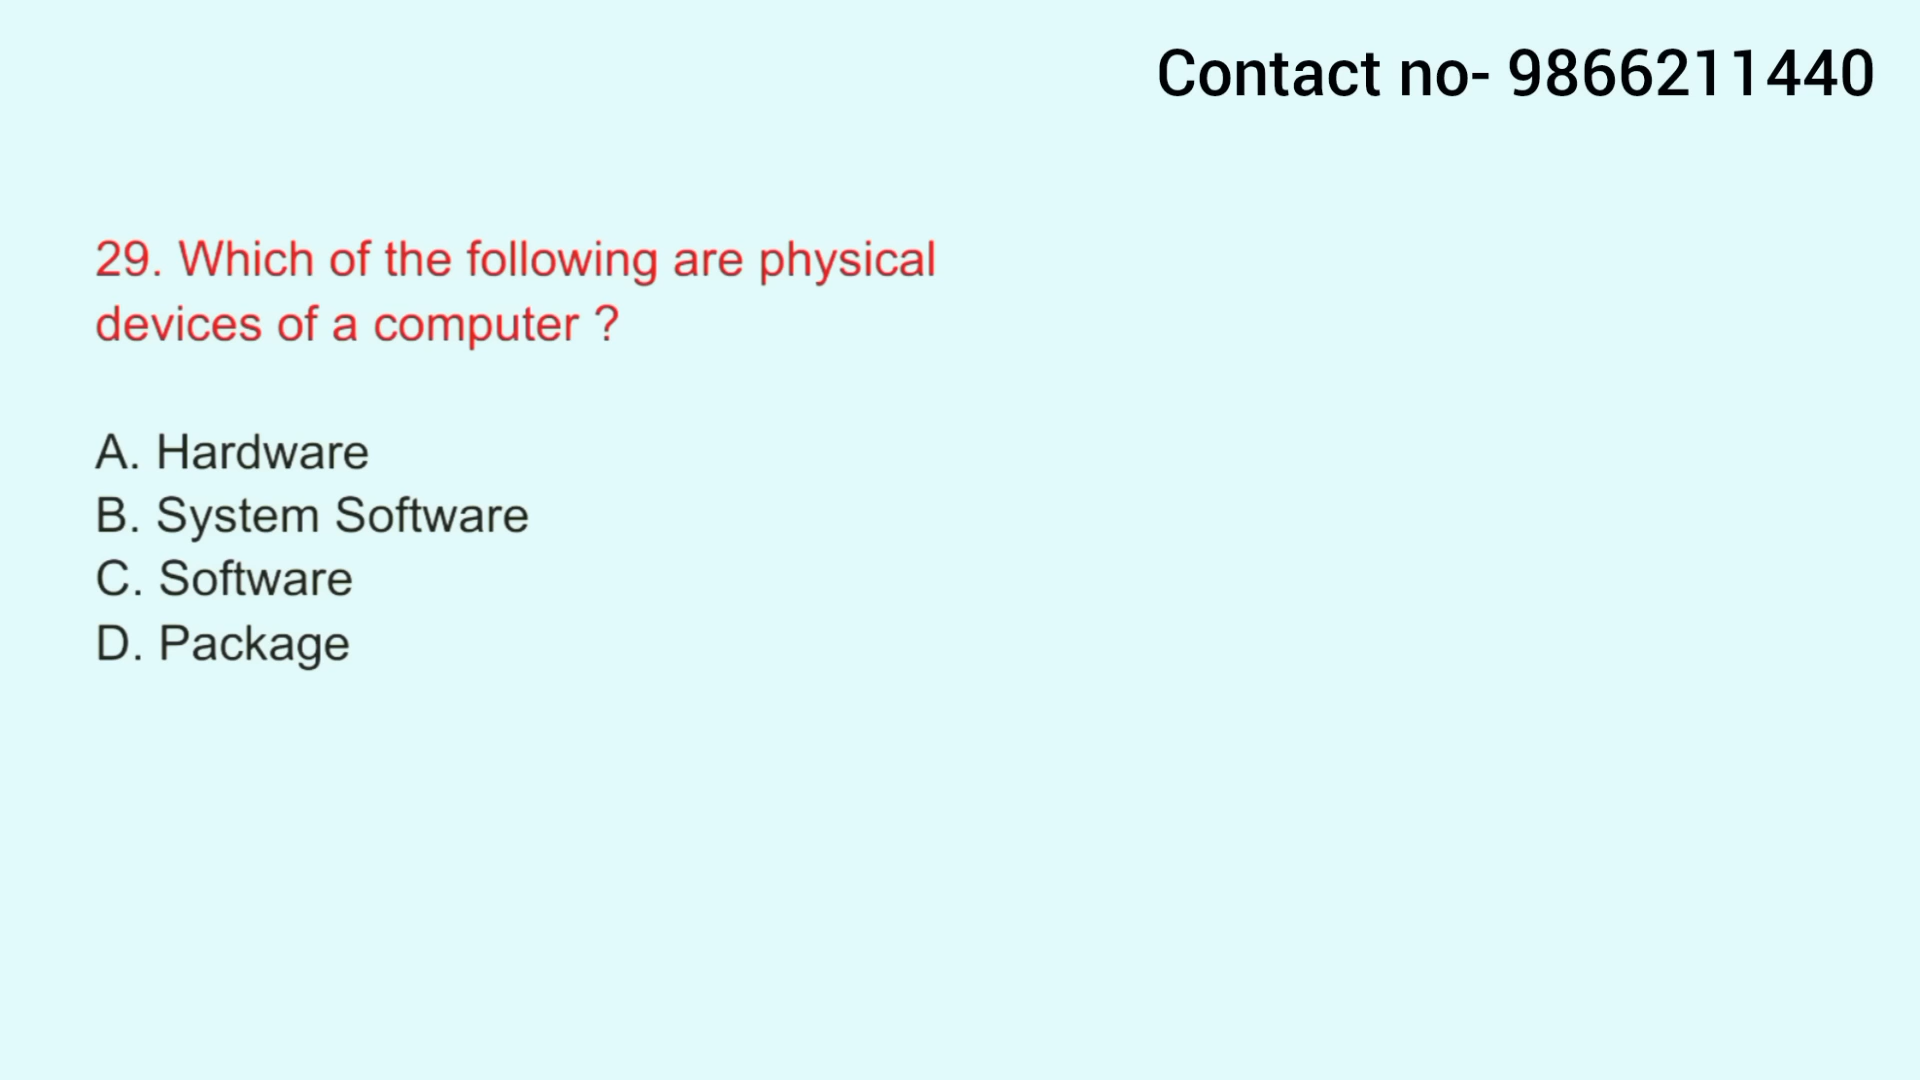 Contact no- 9866211440
29. Which of the following are physical
devices of a computer ?
A. Hardware
B. System Software
C. Software
D. Package